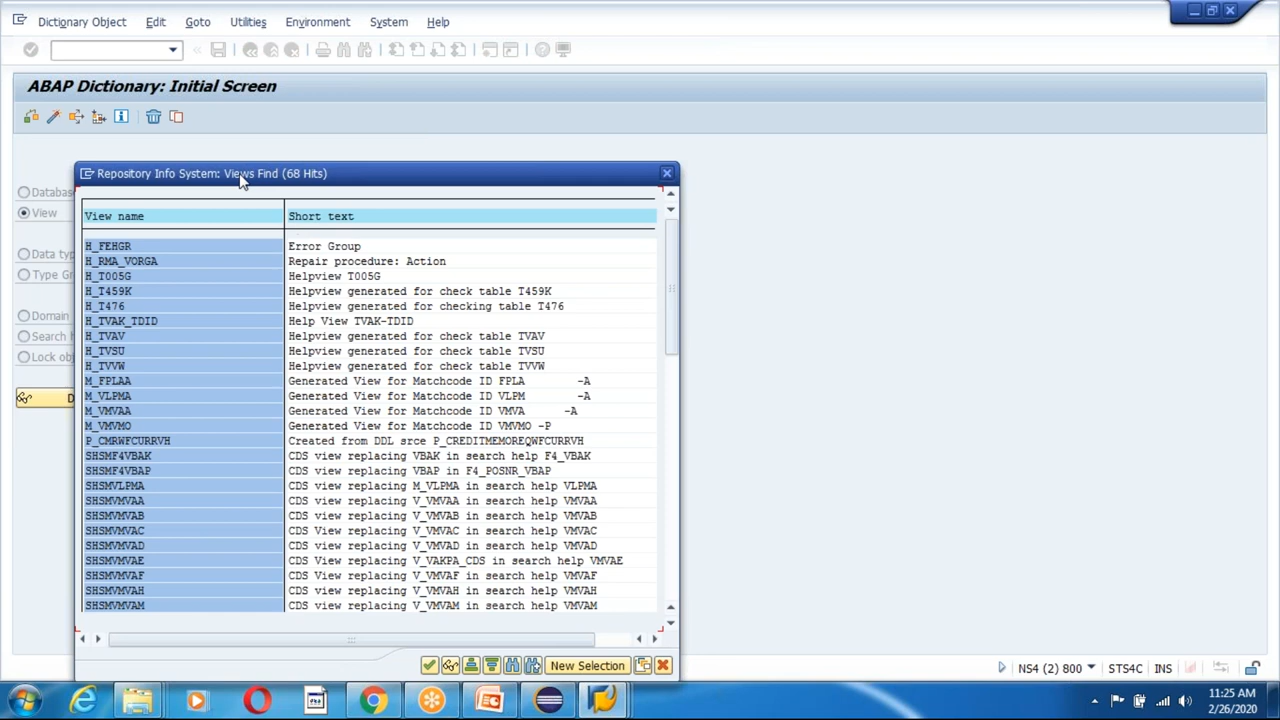 Dictionary Object Edit Goto Utilities Environment System Help
ABAP Dictionary: Initial Screen
Repository Info System: Views Find (68 Hits)
View name Short text
Database
View
Data typ
Type Gr
Domain
Search h
Lock obj
D
H_FEHGR Error Group
H_RMA_VORGA Repair procedure: Action
H_T005G Helpview T005G
H_T459K Helpview generated for check table T459K
H_T476 Helpview generated for checking table T476
H_TVAK_TDID Help View TVAK-TDID
H_TVAV Helpview generated for check table TVAV
H_TVSU Helpview generated for check table TVSU
H_TVVW Helpview generated for check table TVVW
M_FPLAA Generated View for Matchcode ID FPLA -A
M_VLPMA Generated View for Matchcode ID VLPM -A
M_VMVAA Generated View for Matchcode ID VMVA -A
M_VMVMO Generated View for Matchcode ID VMVMO -P
P_CMRWFCURRVH Created from DDL srce P_CREDITMEMOREQWFCURRVH
SHSMF4VBAK CDS view replacing VBAK in search help F4_VBAK
SHSMF4VBAP CDS view replacing VBAP in F4_POSNR_VBAP
SHSMVLPMA CDS view replacing M_VLPMA in search help VLPMA
SHSMVMVAA CDS view replacing V_VMVAA in search help VMVAA
SHSMVMVAB CDS view replacing V_VMVAB in search help VMVAB
SHSMVMVAC CDS View replacing V_VMVAC in search help VMVAC
SHSMVMVAD CDS view replacing V_VMVAD in search help VMVAD
SHSMVMVAE CDS View replacing V_VAKPA_CDS in search help VMVAE
SHSMVMVAF CDS view replacing V_VMVAF in search help VMVAF
SHSMVMVAH CDS view replacing V_VMVAH in search help VMVAH
SHSMVMVAM CDS View replacing V_VMVAM in search help VMVAM
New Selection
NS4 (2) 800 STS4C INS
11:25 AM
2/26/2020